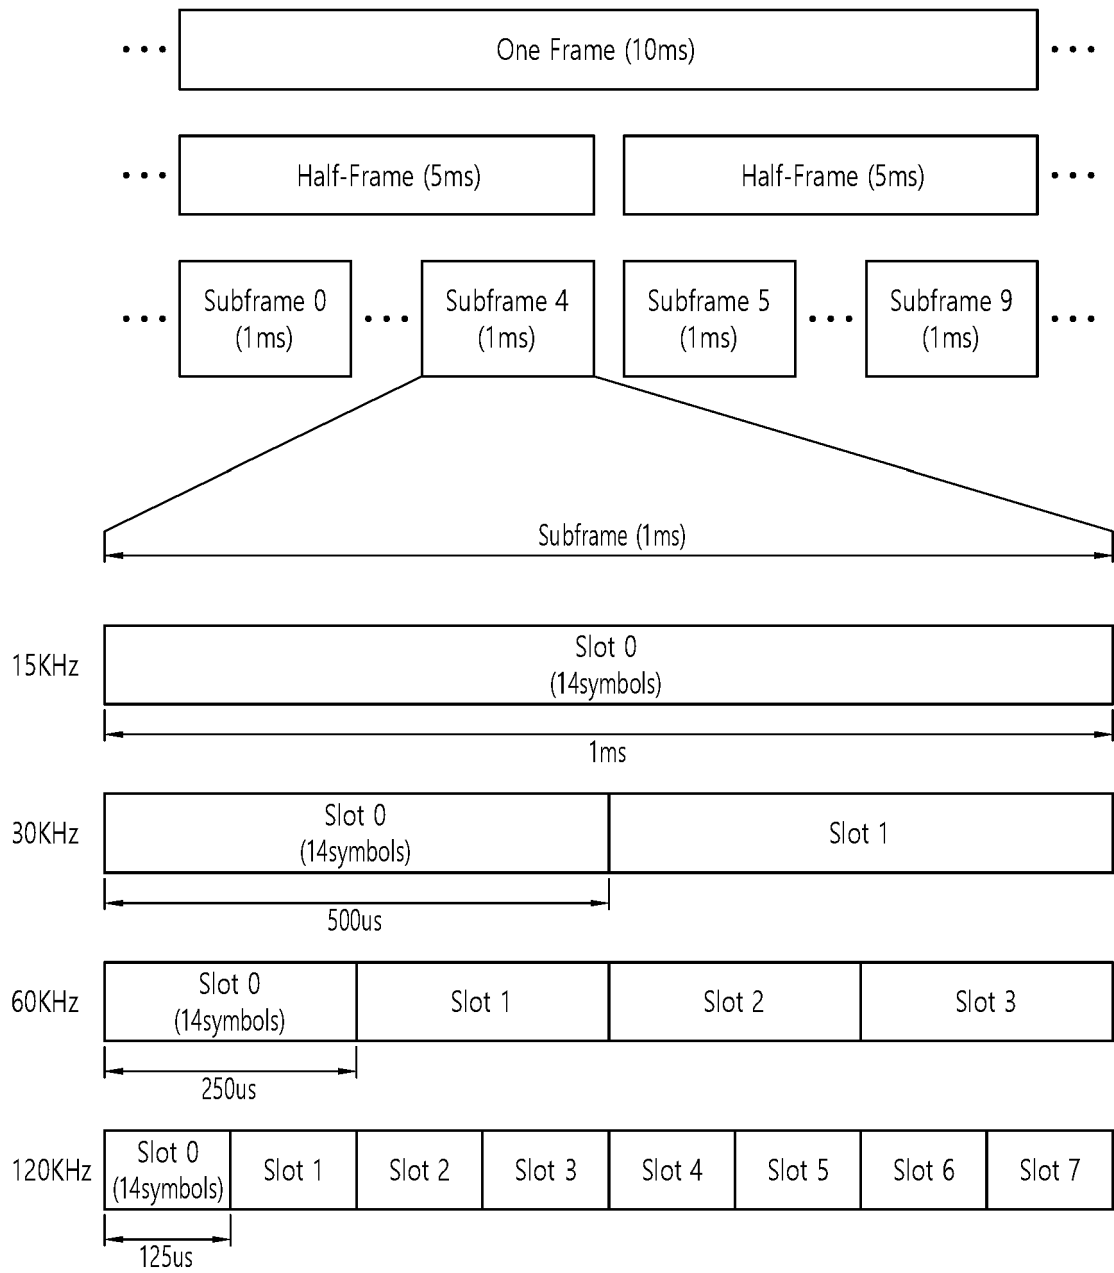 One Frame (10ms)
Half-Frame (5ms)
Half-Frame (5ms)
Subframe 0
(1ms)
Subframe 4
(1ms)
Subframe 5
(1ms)
Subframe 9
(1ms)
Subframe (1ms)
15KHz
Slot 0
(14symbols)
1ms
30KHz
Slot 0
(14symbols)
Slot 1
500us
60KHz
Slot 0
(14symbols)
Slot 1
Slot 2
Slot 3
250us
120KHz
Slot 0
(14symbols)
Slot 1
Slot 2
Slot 3
Slot 4
Slot 5
Slot 6
Slot 7
125us